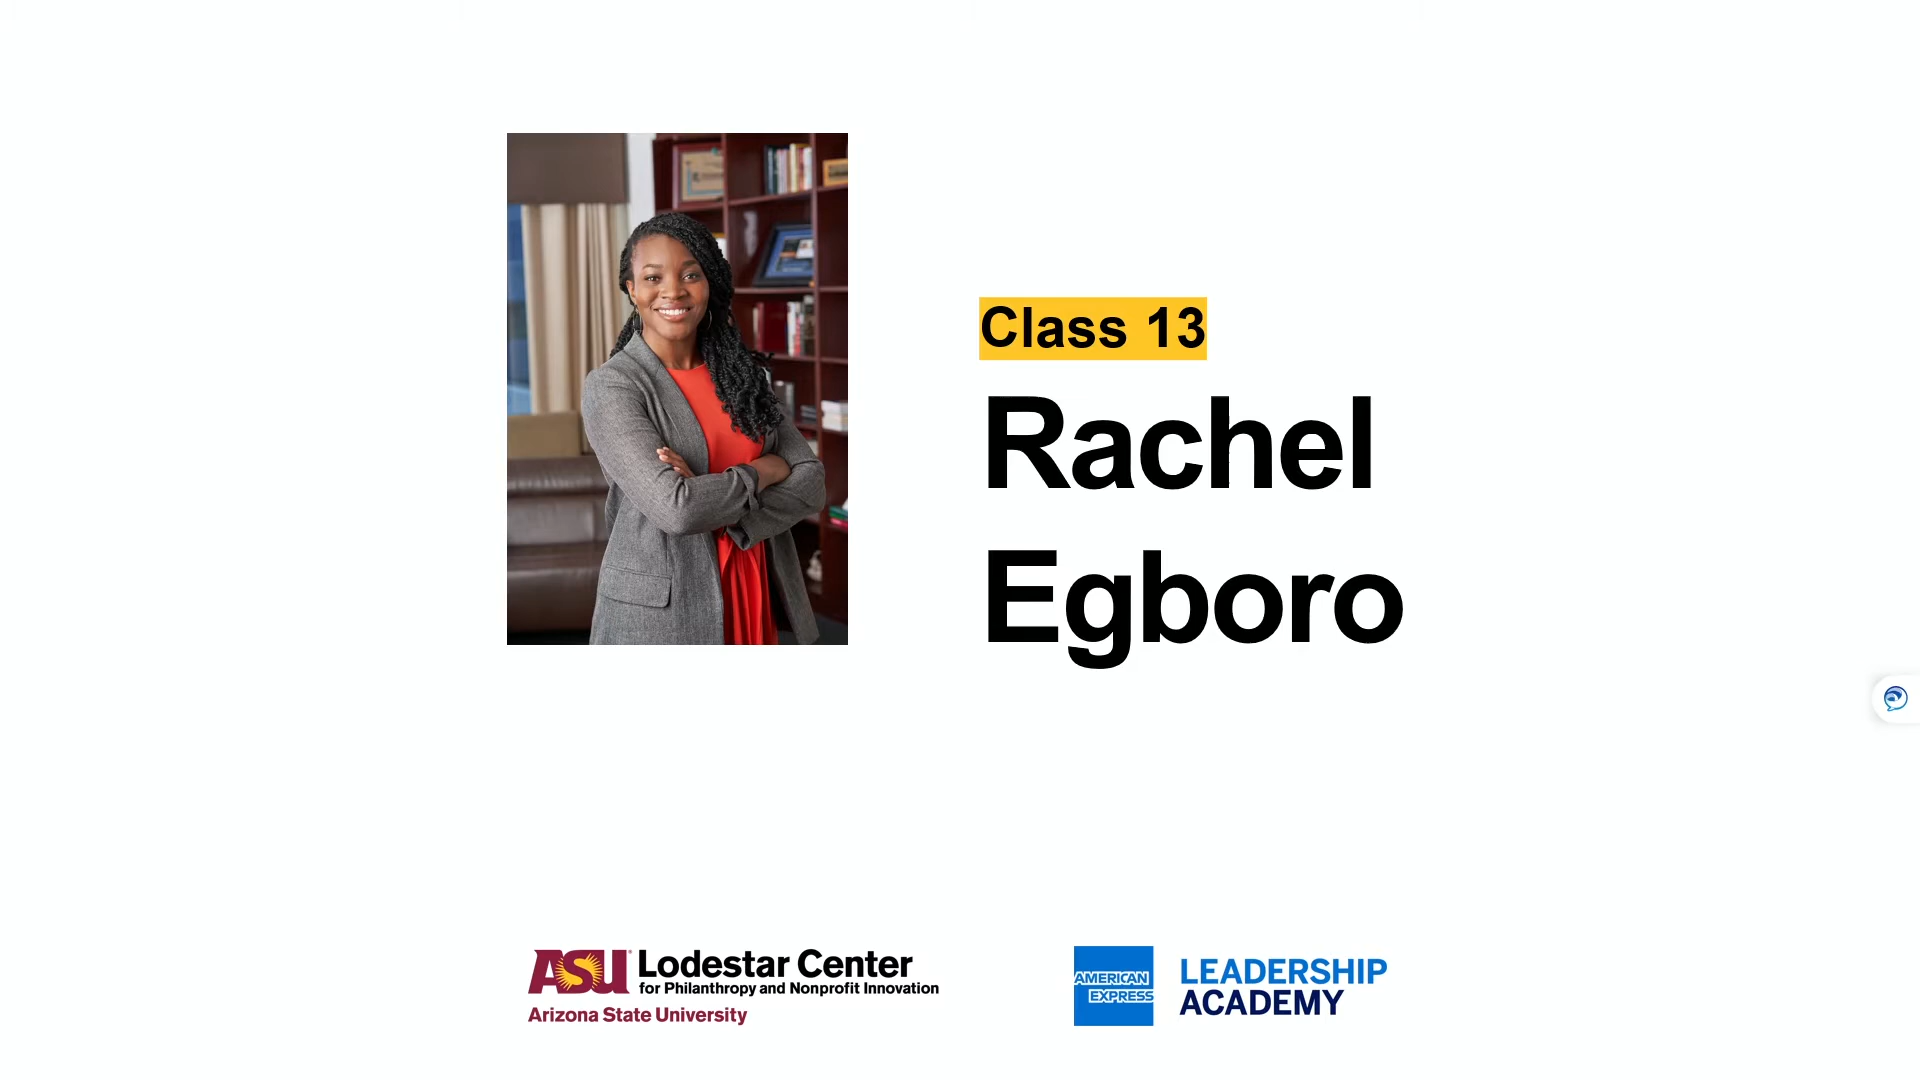 Class 13
Rachel
Egboro
ASU Lodestar Center
for Philanthropy and Nonprofit Innovation
Arizona State University
AMERICAN
EXPRESS
LEADERSHIP
ACADEMY